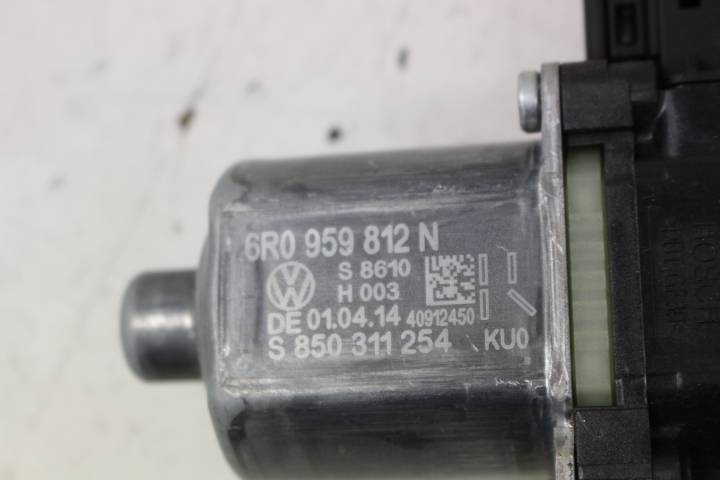 6R0 959 812 N
S 8610
H 003
DE 01.04.14 40912450
S 850 311 254 KU0